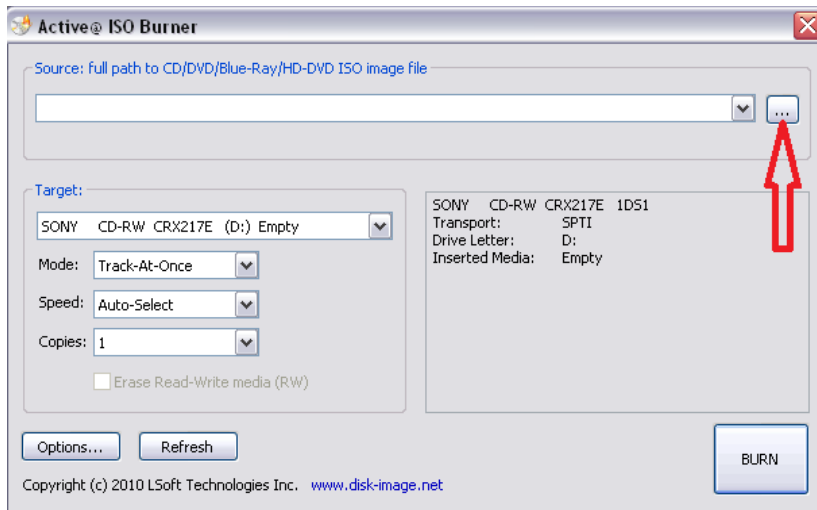 Active@ ISO Burner
Source: full path to CD/DVD/Blue-Ray/HD-DVD ISO image file
...
Target:
SONY CD-RW CRX217E (D:) Empty
Mode: Track-At-Once
Speed: Auto-Select
Copies: 1
Erase Read-Write media (RW)
SONY CD-RW CRX217E 1DS1
Transport: SPTI
Drive Letter: D:
Inserted Media: Empty
Options... Refresh
BURN
Copyright (c) 2010 LSoft Technologies Inc. www.disk-image.net